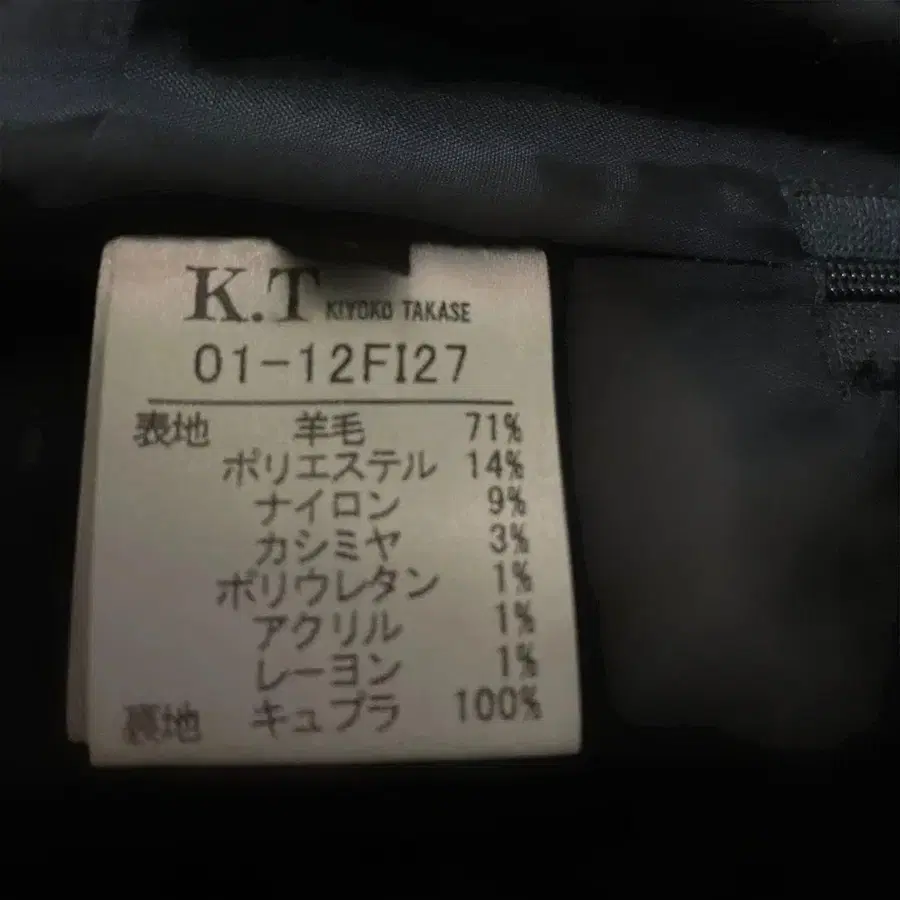 K.T KIYOKO TAKASE
01-12FI27
表地 羊毛 71%
ポリエステル 14%
ナイロン 9%
カシミヤ 3%
ポリウレタン 1%
アクリル 1%
レーヨン 1%
裏地 キュプラ 100%